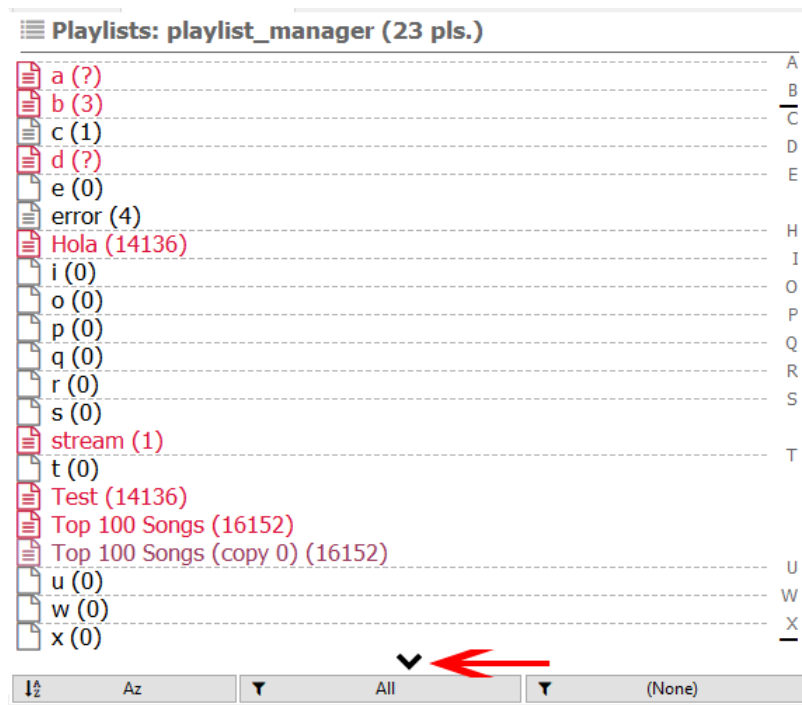 Playlists: playlist_manager (23 pls.)
A
a (?)
B
b (3)
C
c (1)
D
d (?)
E
e (0)
error (4)
H
Hola (14136)
I
i (0)
O
o (0)
P
p (0)
Q
q (0)
R
r (0)
S
s (0)
stream (1)
T
t (0)
Test (14136)
Top 100 Songs (16152)
Top 100 Songs (copy 0) (16152)
U
u (0)
W
w (0)
X
x (0)
Az All (None)